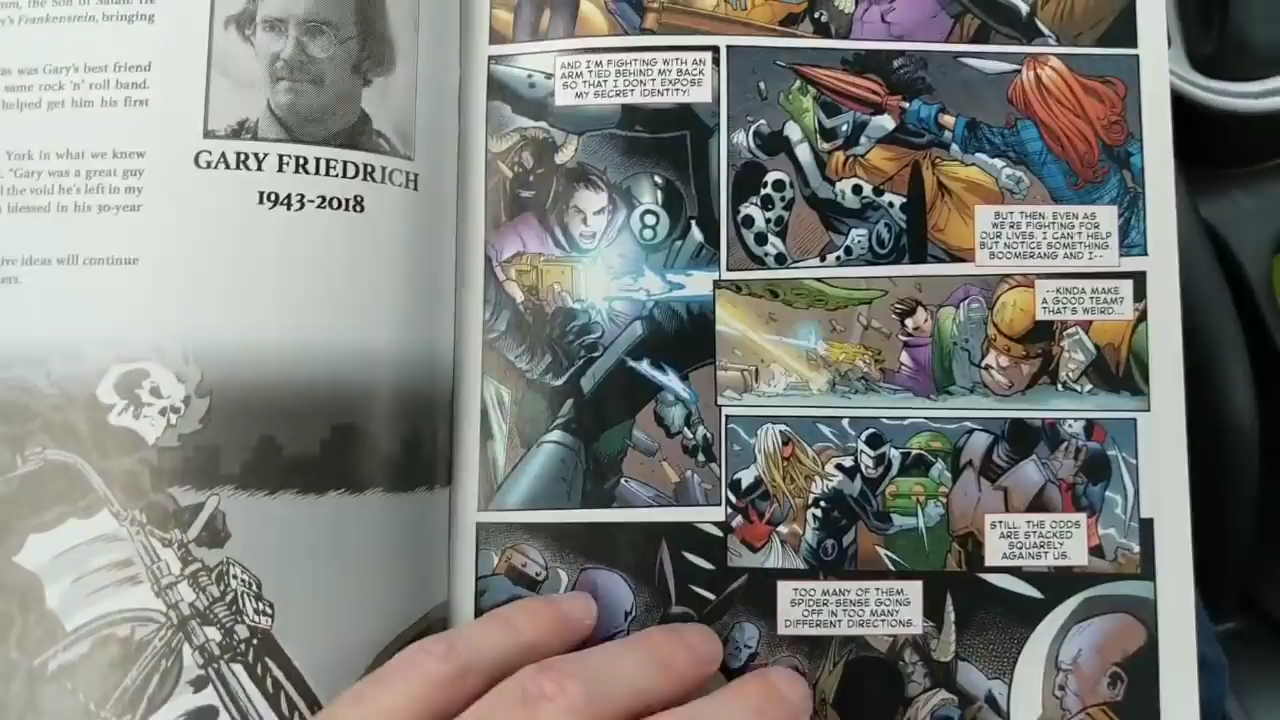 om, the Son of Satan. He
y's Frankenstein, bringing
as was Gary's best friend
same rock 'n' roll band.
helped get him his first
York in what we knew
. "Gary was a great guy
l the void he's left in my
blessed in his 30-year
ive ideas will continue
ers.
GARY FRIEDRICH
1943-2018
AND I'M FIGHTING WITH AN
ARM TIED BEHIND MY BACK
SO THAT I DON'T EXPOSE
MY SECRET IDENTITY!
8
BUT THEN, EVEN AS
WE'RE FIGHTING FOR
OUR LIVES, I CAN'T HELP
BUT NOTICE SOMETHING.
BOOMERANG AND I--
--KINDA MAKE
A GOOD TEAM?
THAT'S WEIRD...
STILL, THE ODDS
ARE STACKED
SQUARELY
AGAINST US.
TOO MANY OF THEM.
SPIDER-SENSE GOING
OFF IN TOO MANY
DIFFERENT DIRECTIONS.